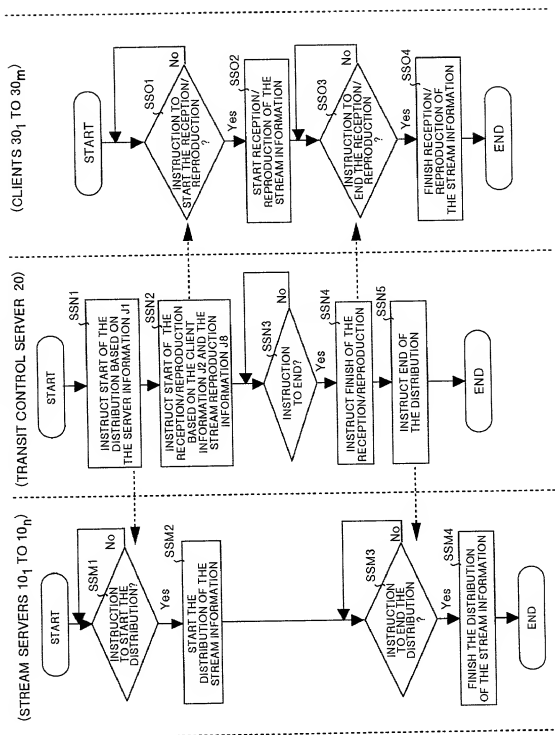 (STREAM SERVERS 10₁ TO 10ₙ)
START
SSM1
INSTRUCTION
TO START THE
DISTRIBUTION?
No
Yes
SSM2
START THE
DISTRIBUTION OF THE
STREAM INFORMATION
SSM3
INSTRUCTION
TO END THE
DISTRIBUTION
?
No
Yes
SSM4
FINISH THE DISTRIBUTION
OF THE STREAM INFORMATION
END
(TRANSIT CONTROL SERVER 20)
START
SSN1
INSTRUCT START OF THE
DISTRIBUTION BASED ON
THE SERVER INFORMATION J1
SSN2
INSTRUCT START OF THE
RECEPTION/REPRODUCTION
BASED ON THE CLIENT
INFORMATION J2 AND THE
STREAM REPRODUCTION
INFORMATION J8
SSN3
INSTRUCTION
TO END?
No
Yes
SSN4
INSTRUCT FINISH OF THE
RECEPTION/REPRODUCTION
SSN5
INSTRUCT END OF
THE DISTRIBUTION
END
(CLIENTS 30₁ TO 30ₘ)
START
SSO1
INSTRUCTION TO
START THE RECEPTION/
REPRODUCTION
?
No
Yes
SSO2
START RECEPTION/
REPRODUCTION OF THE
STREAM INFORMATION
SSO3
INSTRUCTION TO
END THE RECEPTION/
REPRODUCTION
?
No
Yes
SSO4
FINISH RECEPTION/
REPRODUCTION OF
THE STREAM INFORMATION
END